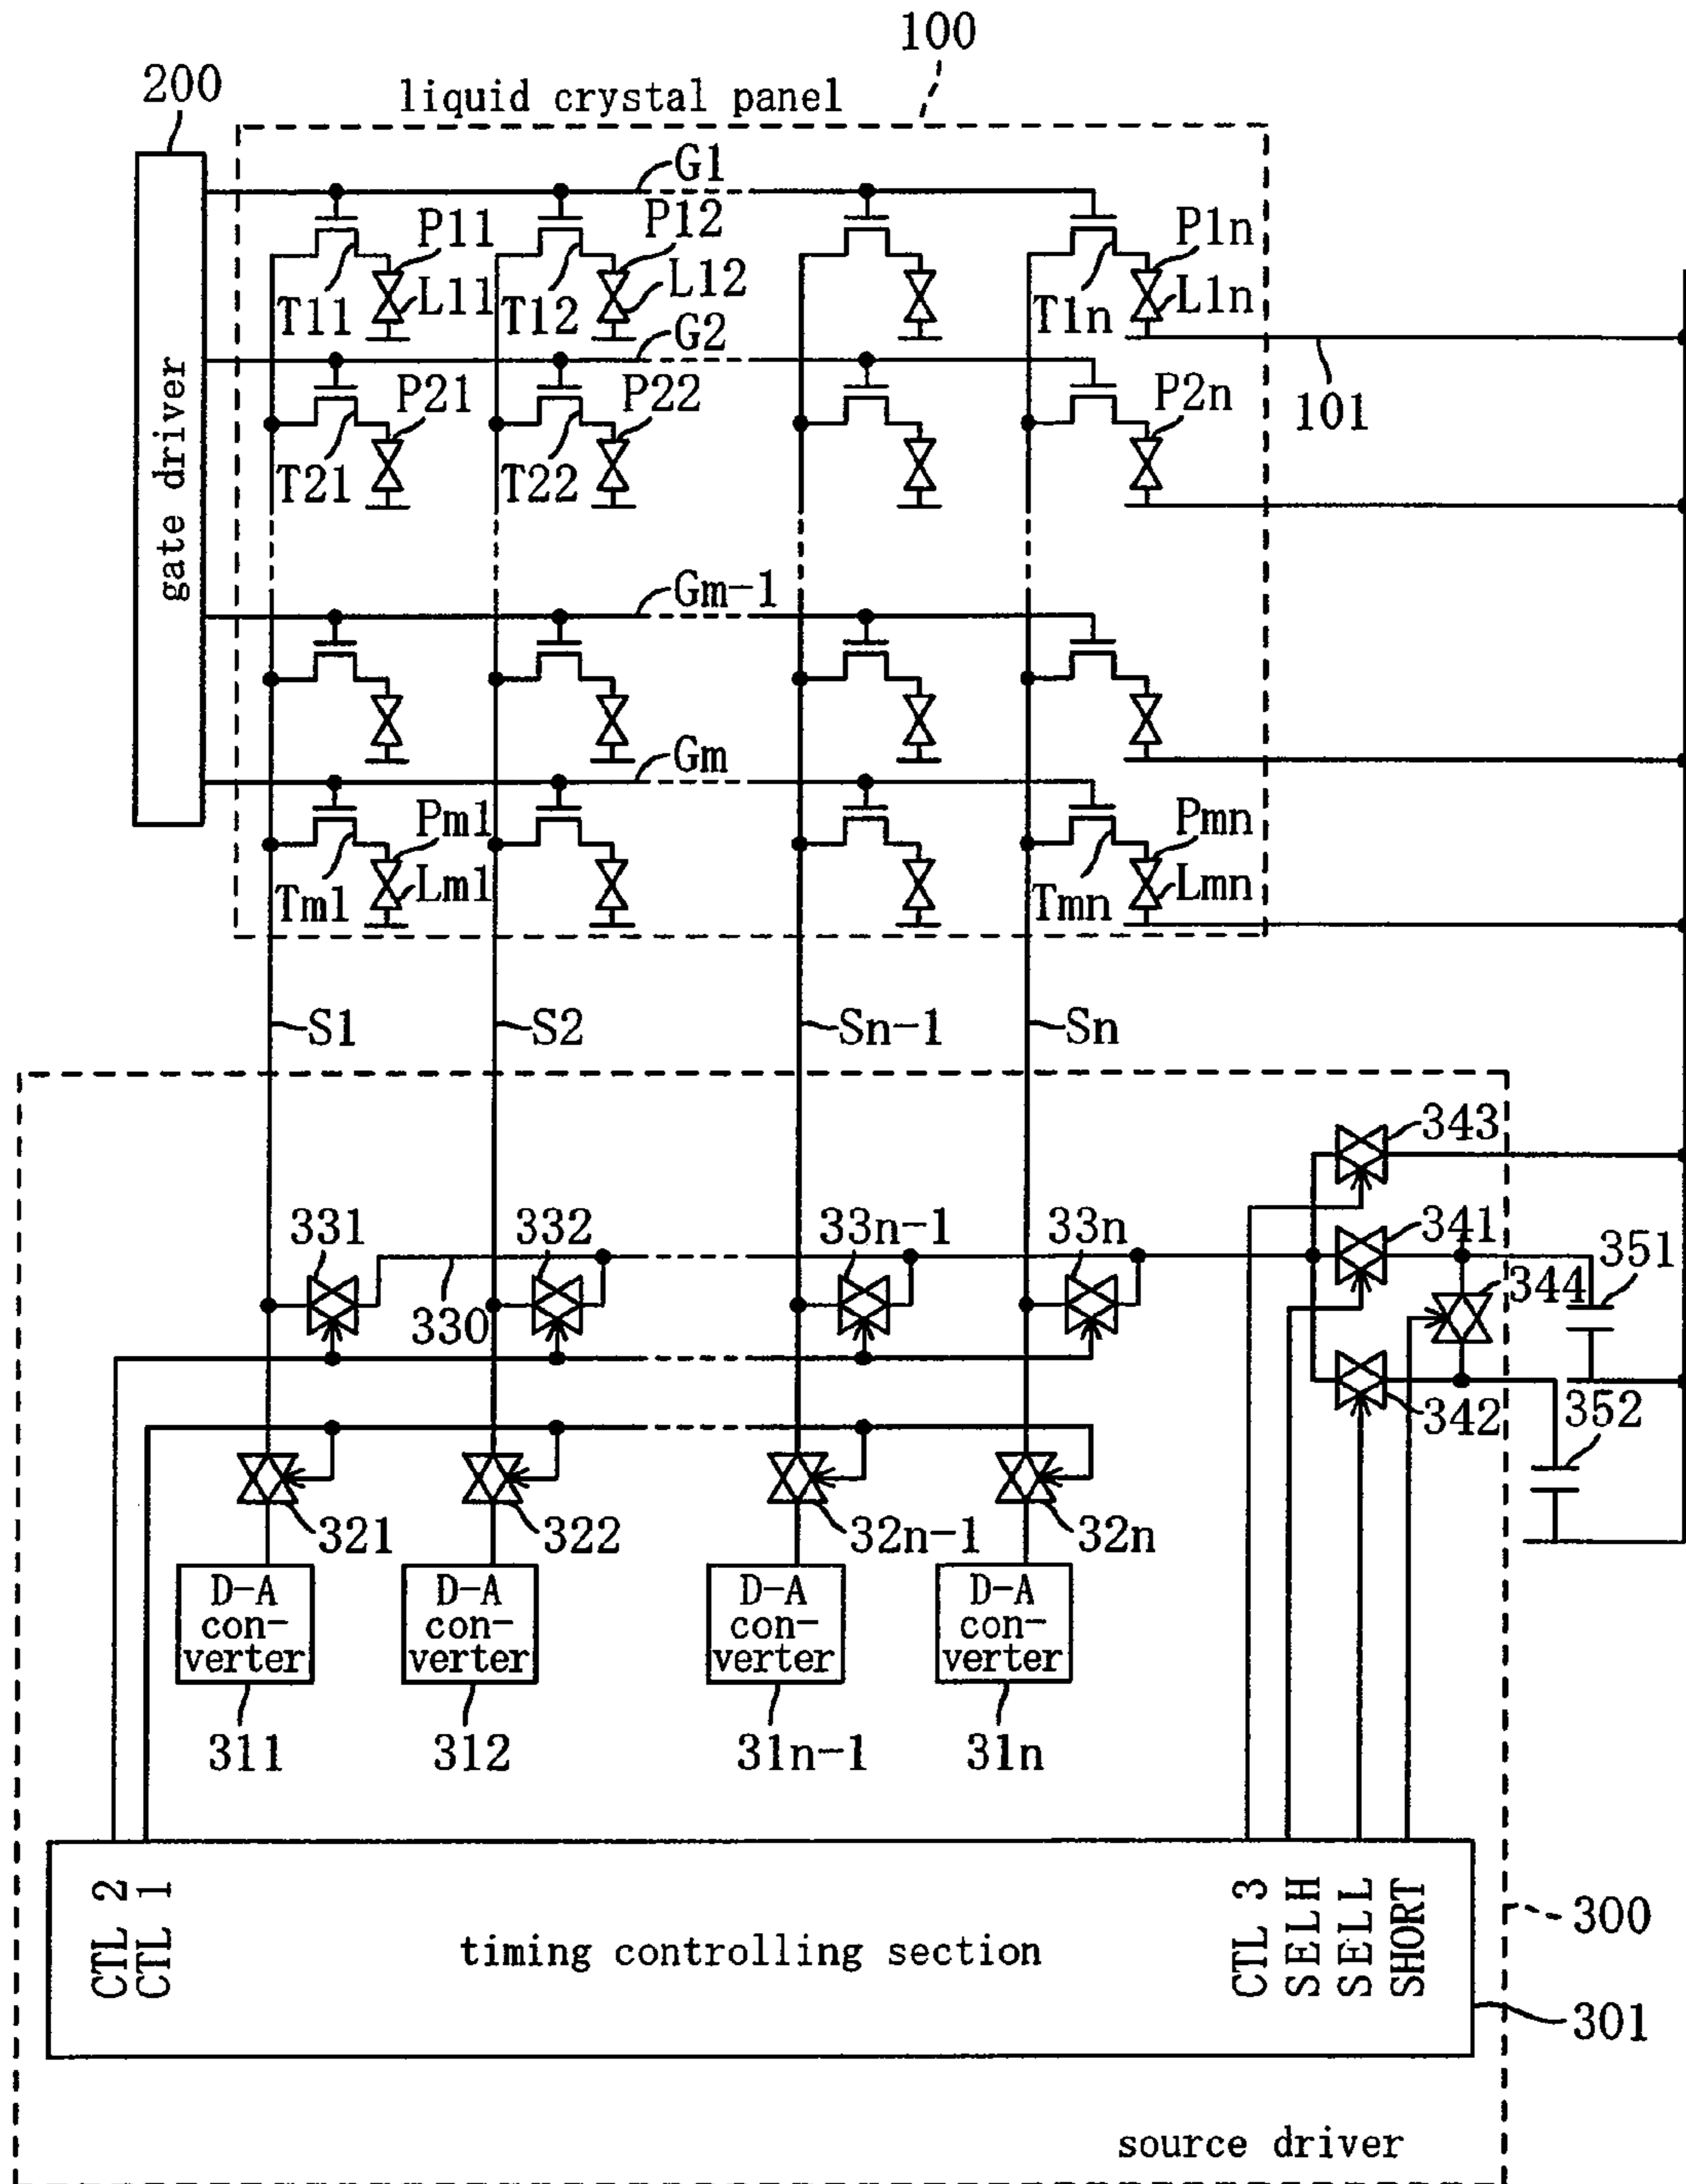 100
200
liquid crystal panel
G1
P11
P12
P1n
L11
L12
L1n
T11
T12
T1n
G2
P21
P22
P2n
101
T21
T22
gate driver
Gm-1
Gm
Pm1
Pmn
Lm1
Lmn
Tm1
Tmn
S1
S2
Sn-1
Sn
343
331
332
33n-1
33n
341
351
344
330
342
352
321
322
32n-1
32n
D-A
con-
verter
D-A
con-
verter
D-A
con-
verter
D-A
con-
verter
311
312
31n-1
31n
CTL 2
CTL 1
timing controlling section
CTL 3
SELH
SELL
SHORT
300
301
source driver